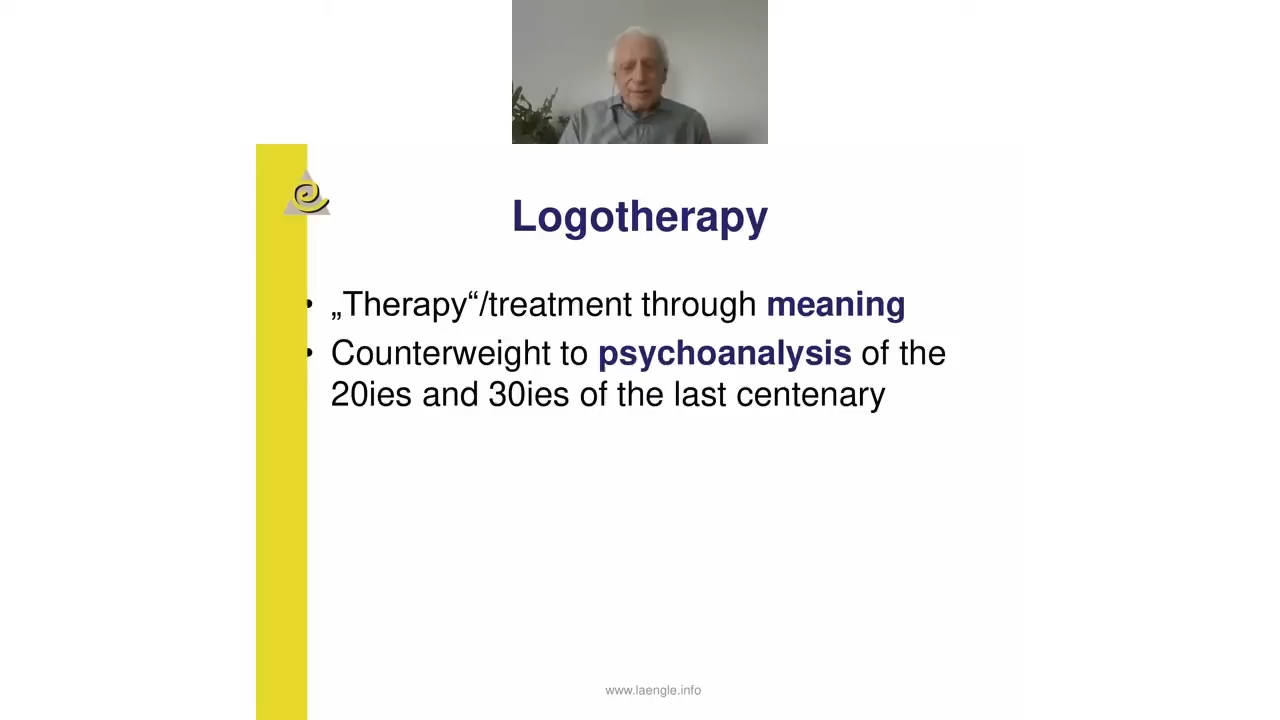 Logotherapy
• „Therapy“/treatment through meaning
• Counterweight to psychoanalysis of the
20ies and 30ies of the last centenary
www.laengle.info